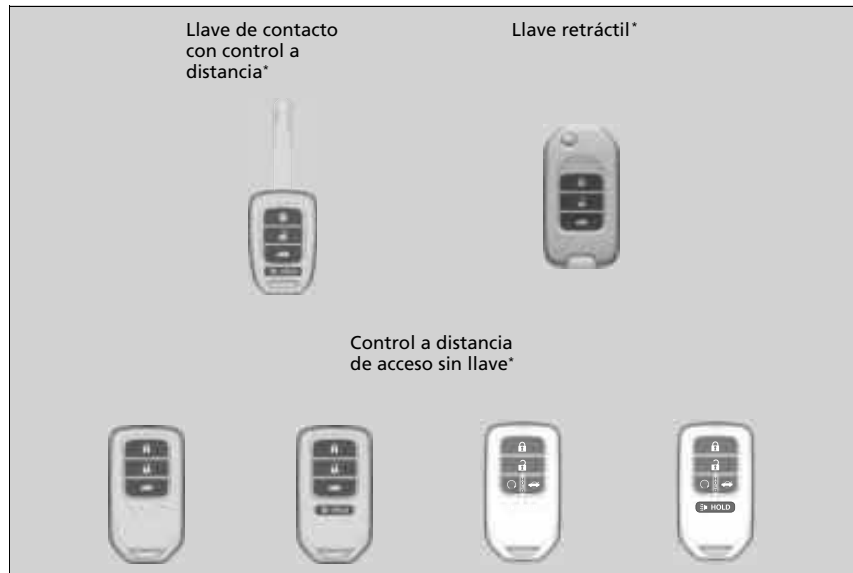 Llave de contacto
con control a
distancia*
Llave retráctil*
Control a distancia
de acceso sin llave*
HOLD